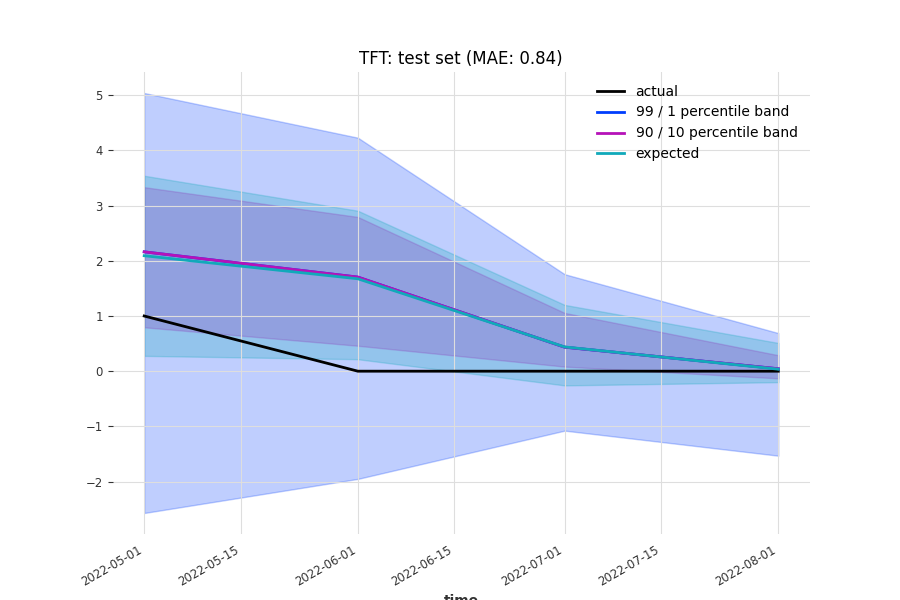 TFT: test set (MAE: 0.84)
actual
99 / 1 percentile band
90 / 10 percentile band
expected
5
4
3
2
1
0
−1
−2
2022-05-01
2022-05-15
2022-06-01
2022-06-15
2022-07-01
2022-07-15
2022-08-01
time